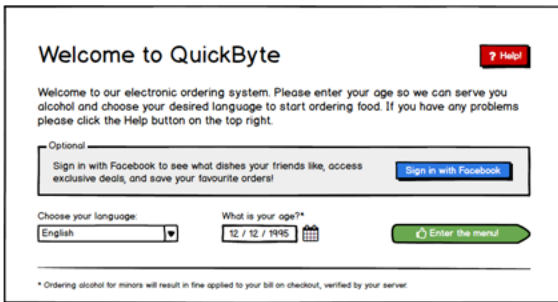 Welcome to QuickByte
? Help!
Welcome to our electronic ordering system. Please enter your age so we can serve you
alcohol and choose your desired language to start ordering food. If you have any problems
please click the Help button on the top right.
Optional
Sign in with Facebook to see what dishes your friends like, access
exclusive deals, and save your favourite orders!
Sign in with Facebook
Choose your language:
What is your age?*
English
12 / 12 / 1995
Enter the menu!
* Ordering alcohol for minors will result in fine applied to your bill on checkout, verified by your server.